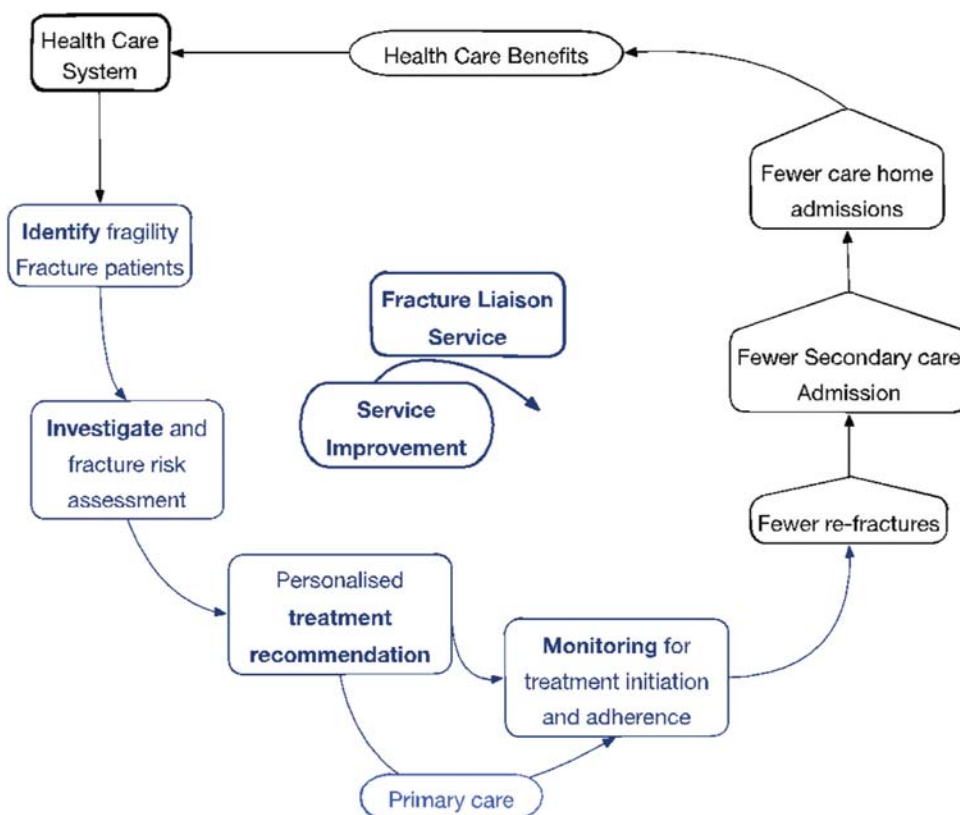 Health Care
System
Health Care Benefits
Fewer care home
admissions
Identify fragility
Fracture patients
Fracture Liaison
Service
Service
Improvement
Fewer Secondary care
Admission
Investigate and
fracture risk
assessment
Fewer re-fractures
Personalised
treatment
recommendation
Monitoring for
treatment initiation
and adherence
Primary care